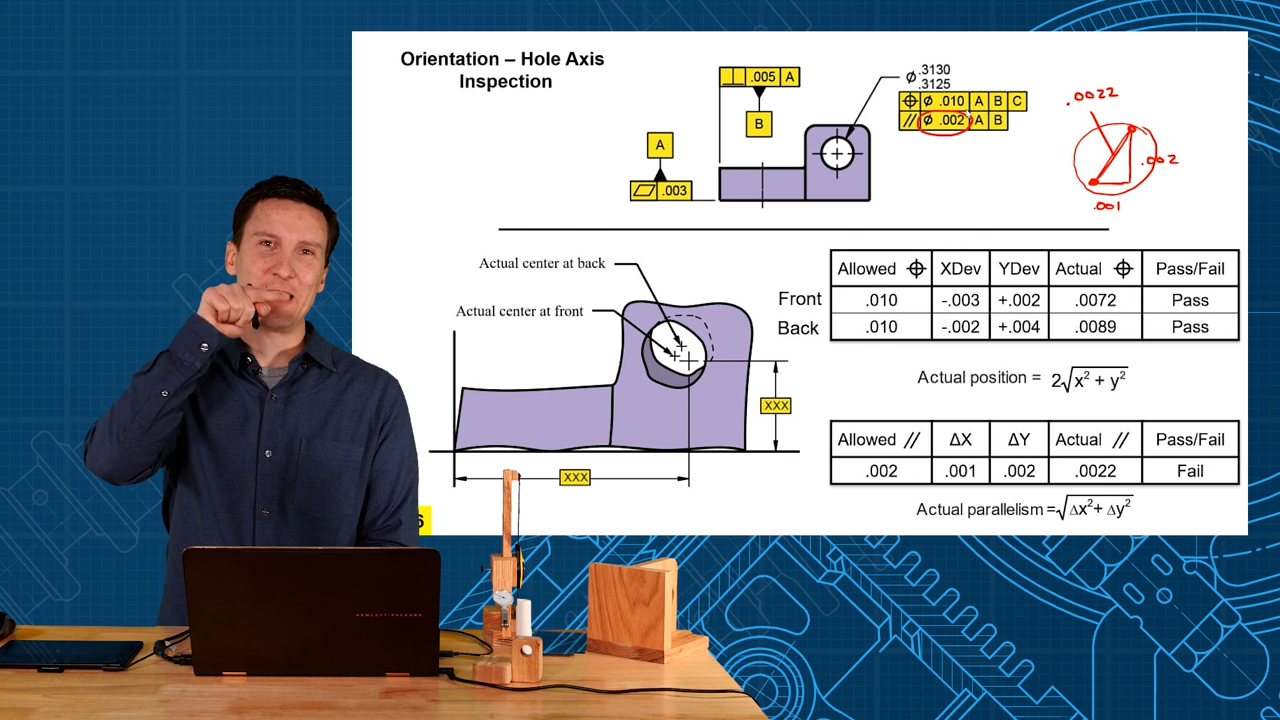 Orientation – Hole Axis
Inspection
⟂ .005 A
B
A
⏥ .003
⌀ .3130
.3125
⌖ ⌀ .010 A B C
// ⌀ .002 A B
.0022
.002
.001
Actual center at back
Actual center at front
XXX
XXX
Allowed ⌖ XDev YDev Actual ⌖ Pass/Fail
Front .010 -.003 +.002 .0072 Pass
Back .010 -.002 +.004 .0089 Pass
Actual position = 2√x² + y²
Allowed // ΔX ΔY Actual // Pass/Fail
.002 .001 .002 .0022 Fail
Actual parallelism =√Δx²+ Δy²
6
HEWLETT-PACKARD